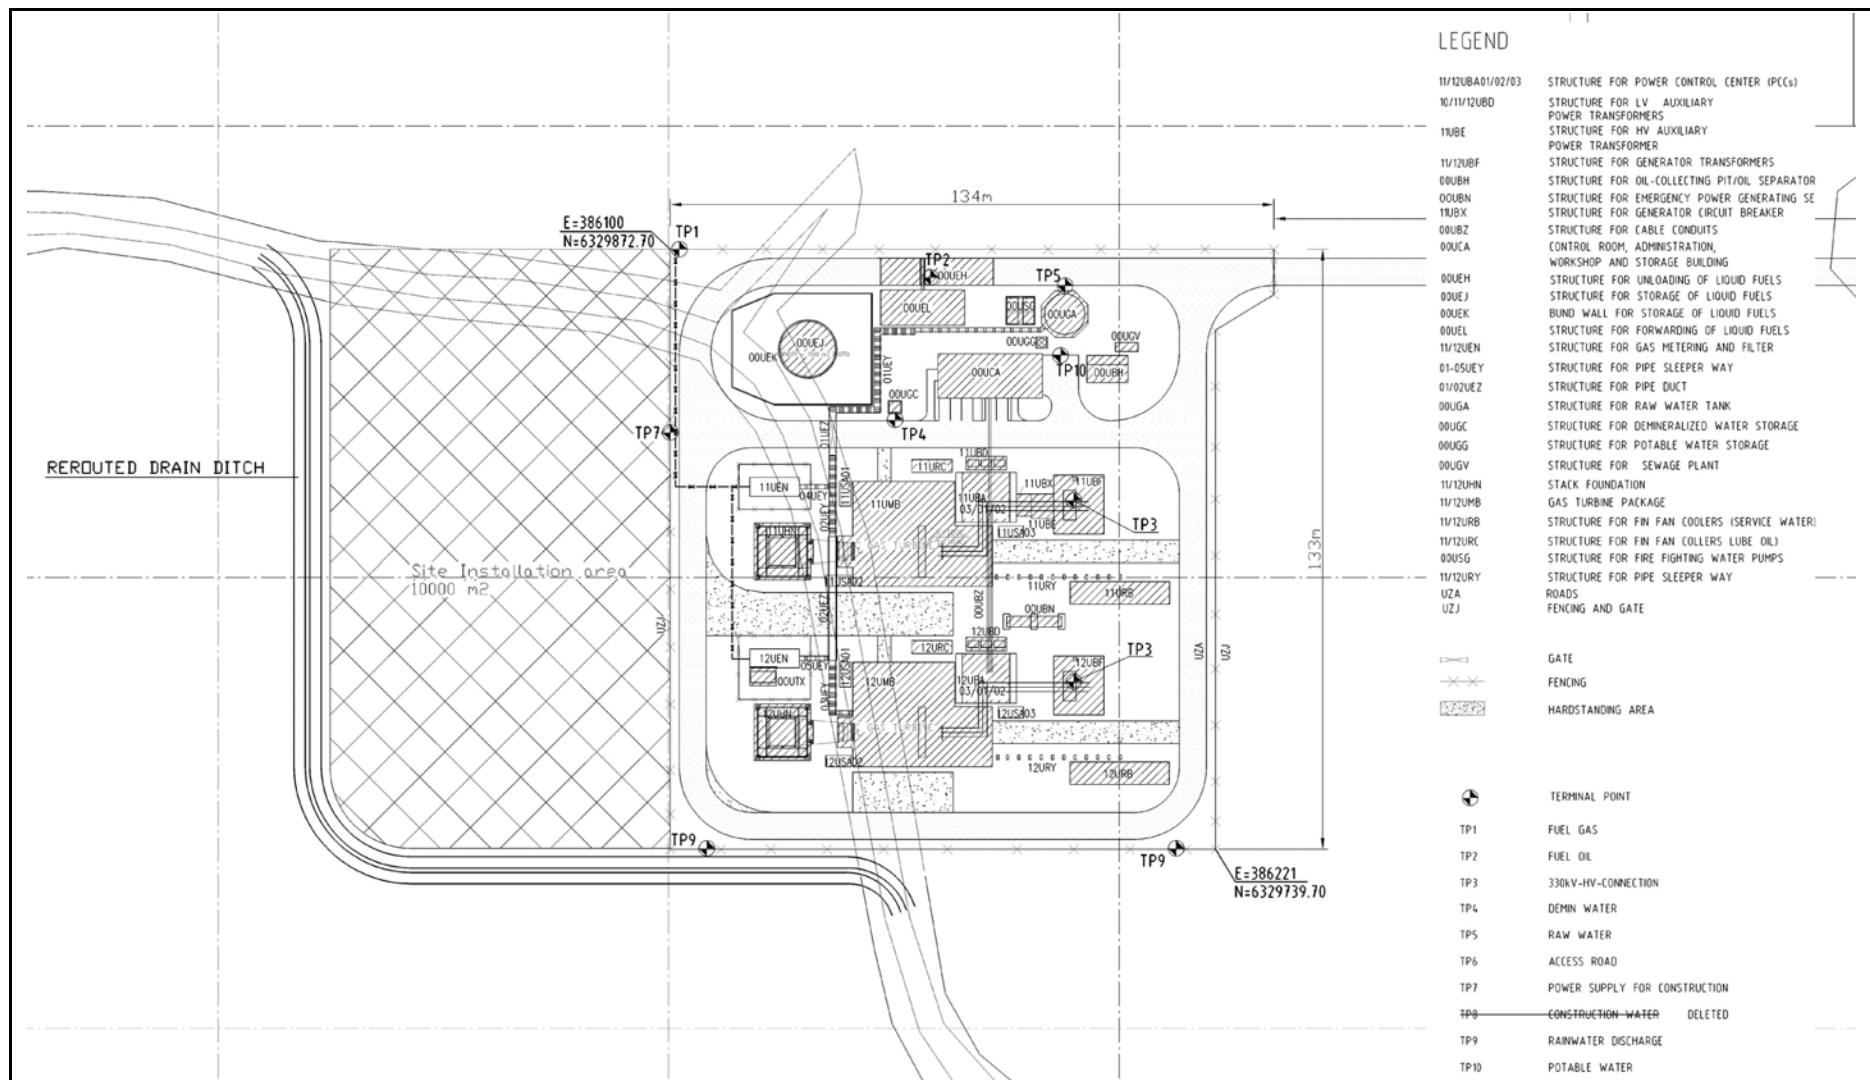 134m
E=386100
N=6329872.70
TP1
TP2
00UEH
TP5
00UEL
00USG
00UGA
00UEK
00UEJ
01UEY
00UGG
00UGV
00UCA
TP10
00UBH
00UGC
TP4
TP7
01UEZ
REROUTED DRAIN DITCH
11UEN
04UEY
02UEY
11USA01
11URC
11UBD
11UMB
11UBA
03/01/02
11UBX
11UBF
11UBE
TP3
11USA03
11UHN
GAS TURBINE
11USA02
133m
Site Installation area
10000 m2
11URY
11URB
02UEZ
00UBZ
00UBN
UZJ
12UEN
05UEY
00UTX
03UEY
12USA01
12URC
12UBD
12UMB
12UBA
03/01/02
12UBF
TP3
UZA
UZJ
12USA03
12UHN
GAS TURBINE
12USA02
12URY
12URB
TP9
TP9
E=386221
N=6329739.70
LEGEND
11/12UBA01/02/03 STRUCTURE FOR POWER CONTROL CENTER (PCCs)
10/11/12UBD STRUCTURE FOR LV AUXILIARY
POWER TRANSFORMERS
11UBE STRUCTURE FOR HV AUXILIARY
POWER TRANSFORMER
11/12UBF STRUCTURE FOR GENERATOR TRANSFORMERS
00UBH STRUCTURE FOR OIL-COLLECTING PIT/OIL SEPARATOR
00UBN STRUCTURE FOR EMERGENCY POWER GENERATING SE
11UBX STRUCTURE FOR GENERATOR CIRCUIT BREAKER
00UBZ STRUCTURE FOR CABLE CONDUITS
00UCA CONTROL ROOM, ADMINISTRATION,
WORKSHOP AND STORAGE BUILDING
00UEH STRUCTURE FOR UNLOADING OF LIQUID FUELS
00UEJ STRUCTURE FOR STORAGE OF LIQUID FUELS
00UEK BUND WALL FOR STORAGE OF LIQUID FUELS
00UEL STRUCTURE FOR FORWARDING OF LIQUID FUELS
11/12UEN STRUCTURE FOR GAS METERING AND FILTER
01-05UEY STRUCTURE FOR PIPE SLEEPER WAY
01/02UEZ STRUCTURE FOR PIPE DUCT
00UGA STRUCTURE FOR RAW WATER TANK
00UGC STRUCTURE FOR DEMINERALIZED WATER STORAGE
00UGG STRUCTURE FOR POTABLE WATER STORAGE
00UGV STRUCTURE FOR SEWAGE PLANT
11/12UHN STACK FOUNDATION
11/12UMB GAS TURBINE PACKAGE
11/12URB STRUCTURE FOR FIN FAN COOLERS (SERVICE WATER)
11/12URC STRUCTURE FOR FIN FAN COLLERS LUBE OIL)
00USG STRUCTURE FOR FIRE FIGHTING WATER PUMPS
11/12URY STRUCTURE FOR PIPE SLEEPER WAY
UZA ROADS
UZJ FENCING AND GATE
GATE
FENCING
HARDSTANDING AREA
TERMINAL POINT
TP1 FUEL GAS
TP2 FUEL OIL
TP3 330kV-HV-CONNECTION
TP4 DEMIN WATER
TP5 RAW WATER
TP6 ACCESS ROAD
TP7 POWER SUPPLY FOR CONSTRUCTION
TP8 CONSTRUCTION WATER DELETED
TP9 RAINWATER DISCHARGE
TP10 POTABLE WATER